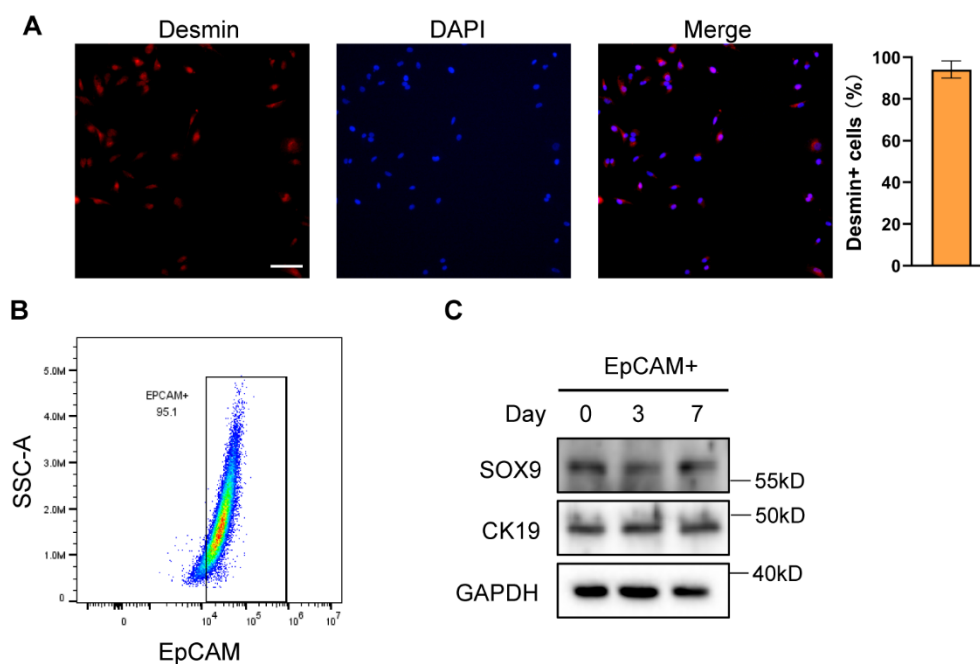 A
Desmin
DAPI
Merge
Desmin+ cells (%)
100
80
60
40
20
0
B
EPCAM+
95.1
SSC-A
5.0M
4.0M
3.0M
2.0M
1.0M
0
0
10^4
10^5
10^6
10^7
EpCAM
C
EpCAM+
Day 0 3 7
SOX9
55kD
CK19
50kD
GAPDH
40kD